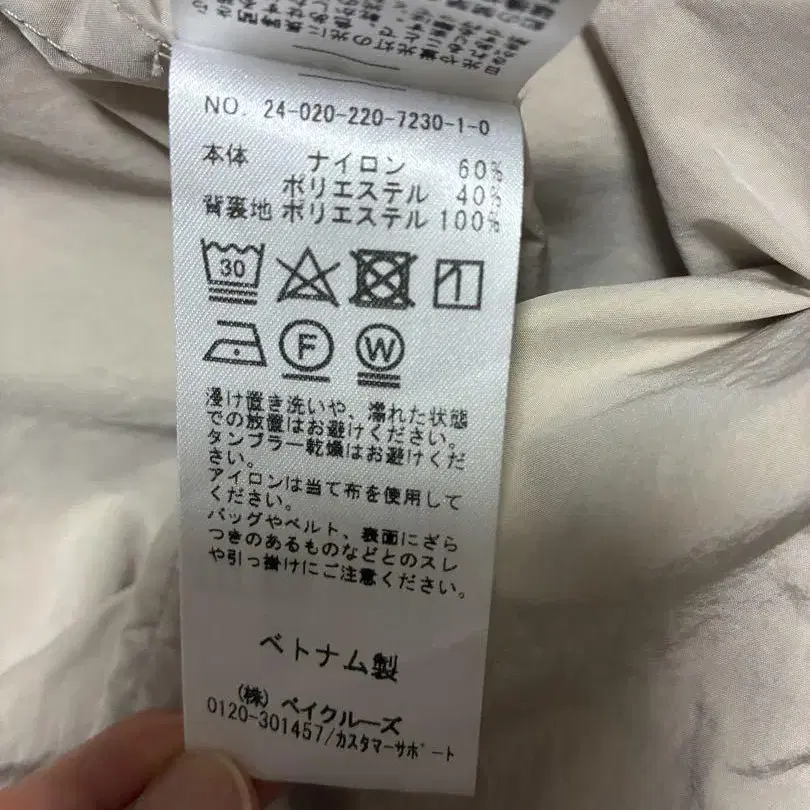 NO. 24-020-220-7230-1-0
本体 ナイロン 60%
ポリエステル 40%
背裏地 ポリエステル 100%
30
F
W
浸け置き洗いや、濡れた状態
での放置はお避けください。
タンブラー乾燥はお避けくだ
さい。
アイロンは当て布を使用して
ください。
バッグやベルト、表面にざら
つきのあるものなどとのスレ
や引っ掛けにご注意ください。
ベトナム製
(株) ベイクルーズ
0120-301457/カスタマーサポート